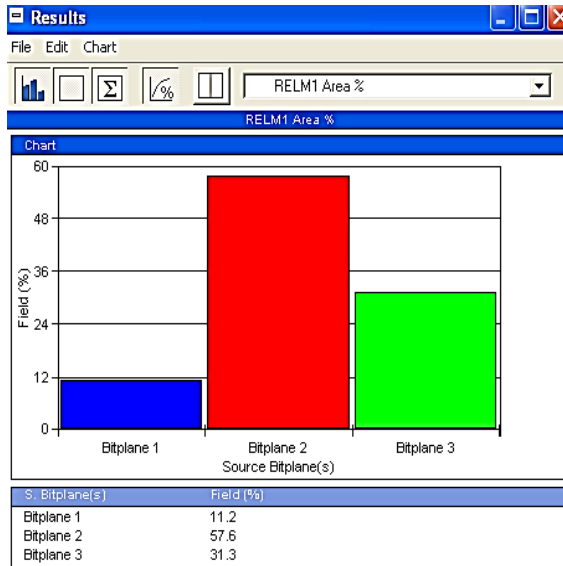 Results
File Edit Chart
Σ % RELM1 Area %
RELM1 Area %
Chart
60
48
36
24
12
0
Field (%)
Bitplane 1 Bitplane 2 Bitplane 3
Source Bitplane(s)
S. Bitplane(s) Field (%)
Bitplane 1 11.2
Bitplane 2 57.6
Bitplane 3 31.3